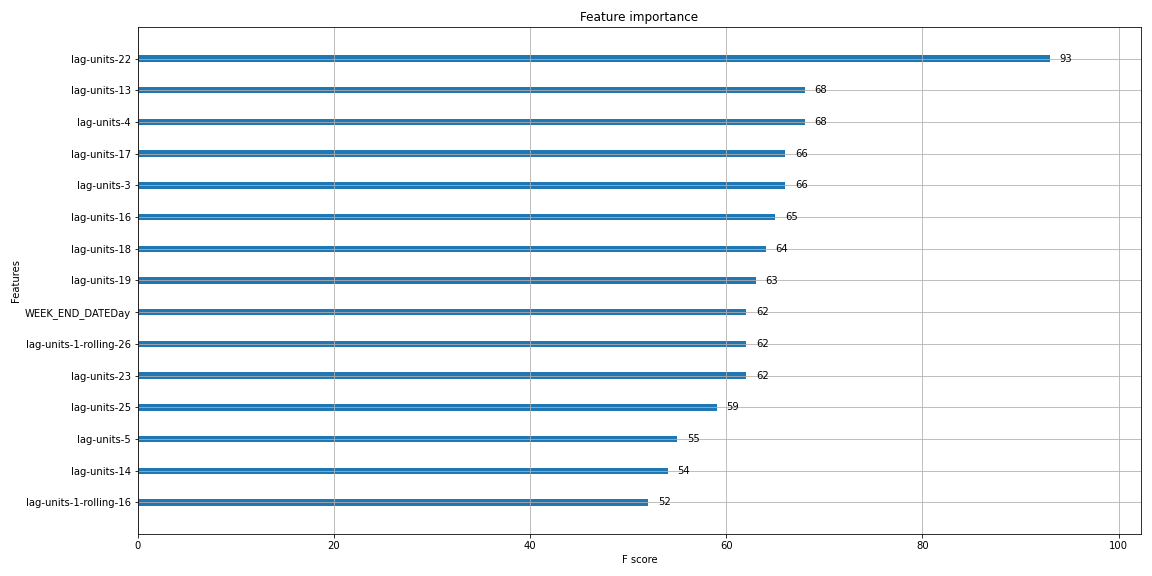 Feature importance
lag-units-22 93
lag-units-13 68
lag-units-4 68
lag-units-17 66
lag-units-3 66
lag-units-16 65
lag-units-18 64
lag-units-19 63
WEEK_END_DATEDay 62
lag-units-1-rolling-26 62
lag-units-23 62
lag-units-25 59
lag-units-5 55
lag-units-14 54
lag-units-1-rolling-16 52
Features
0 20 40 60 80 100
F score